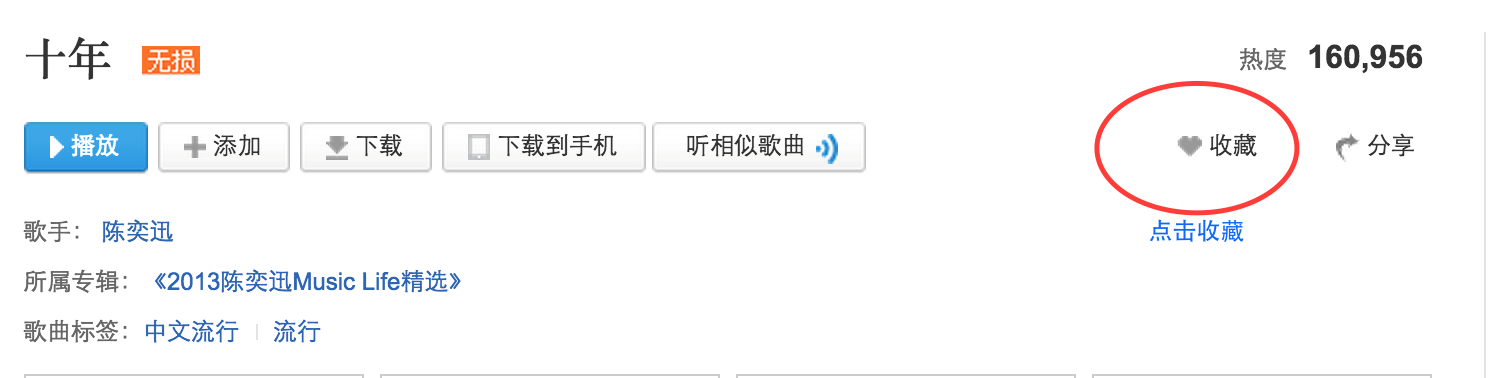 十年 无损 热度 160,956
播放 添加 下载 下载到手机 听相似歌曲 收藏 分享
歌手： 陈奕迅 点击收藏
所属专辑： 《2013陈奕迅Music Life精选》
歌曲标签： 中文流行 | 流行